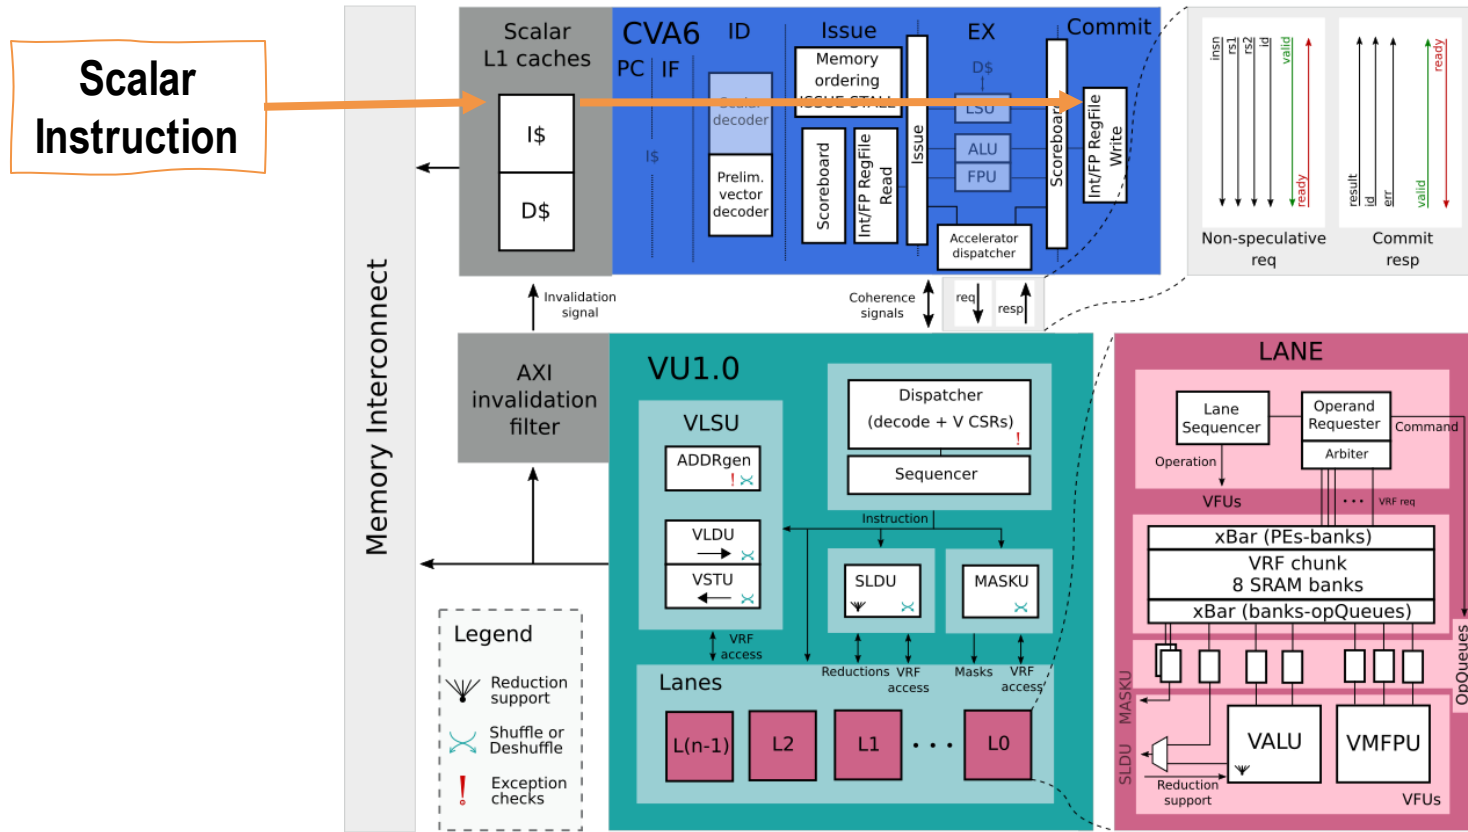 Scalar
Instruction
Memory Interconnect
Scalar
L1 caches
I$
D$
CVA6
PC
IF
I$
ID
Scalar
decoder
Prelim.
vector
decoder
Issue
Memory
ordering
ISSUE STALL
Scoreboard
Int/FP RegFile
Read
Issue
EX
D$
LSU
ALU
FPU
Accelerator
dispatcher
Scoreboard
Commit
Int/FP RegFile
Write
insn
rs1
rs2
id
valid
ready
Non-speculative
req
result
id
err
valid
ready
Commit
resp
Invalidation
signal
Coherence
signals
req
resp
AXI
invalidation
filter
VU1.0
VLSU
ADDRgen
!
VLDU
VSTU
Dispatcher
(decode + V CSRs)
!
Sequencer
Instruction
SLDU
MASKU
VRF
access
Reductions
VRF
access
Masks
VRF
access
Lanes
L(n-1)
L2
L1
• • •
L0
Legend
Reduction
support
Shuffle or
Deshuffle
!
Exception
checks
LANE
Lane
Sequencer
Operand
Requester
Arbiter
Command
Operation
VFUs
• • •
VRF req
xBar (PEs-banks)
VRF chunk
8 SRAM banks
xBar (banks-opQueues)
OpQueues
MASKU
SLDU
VALU
VMFPU
Reduction
support
VFUs